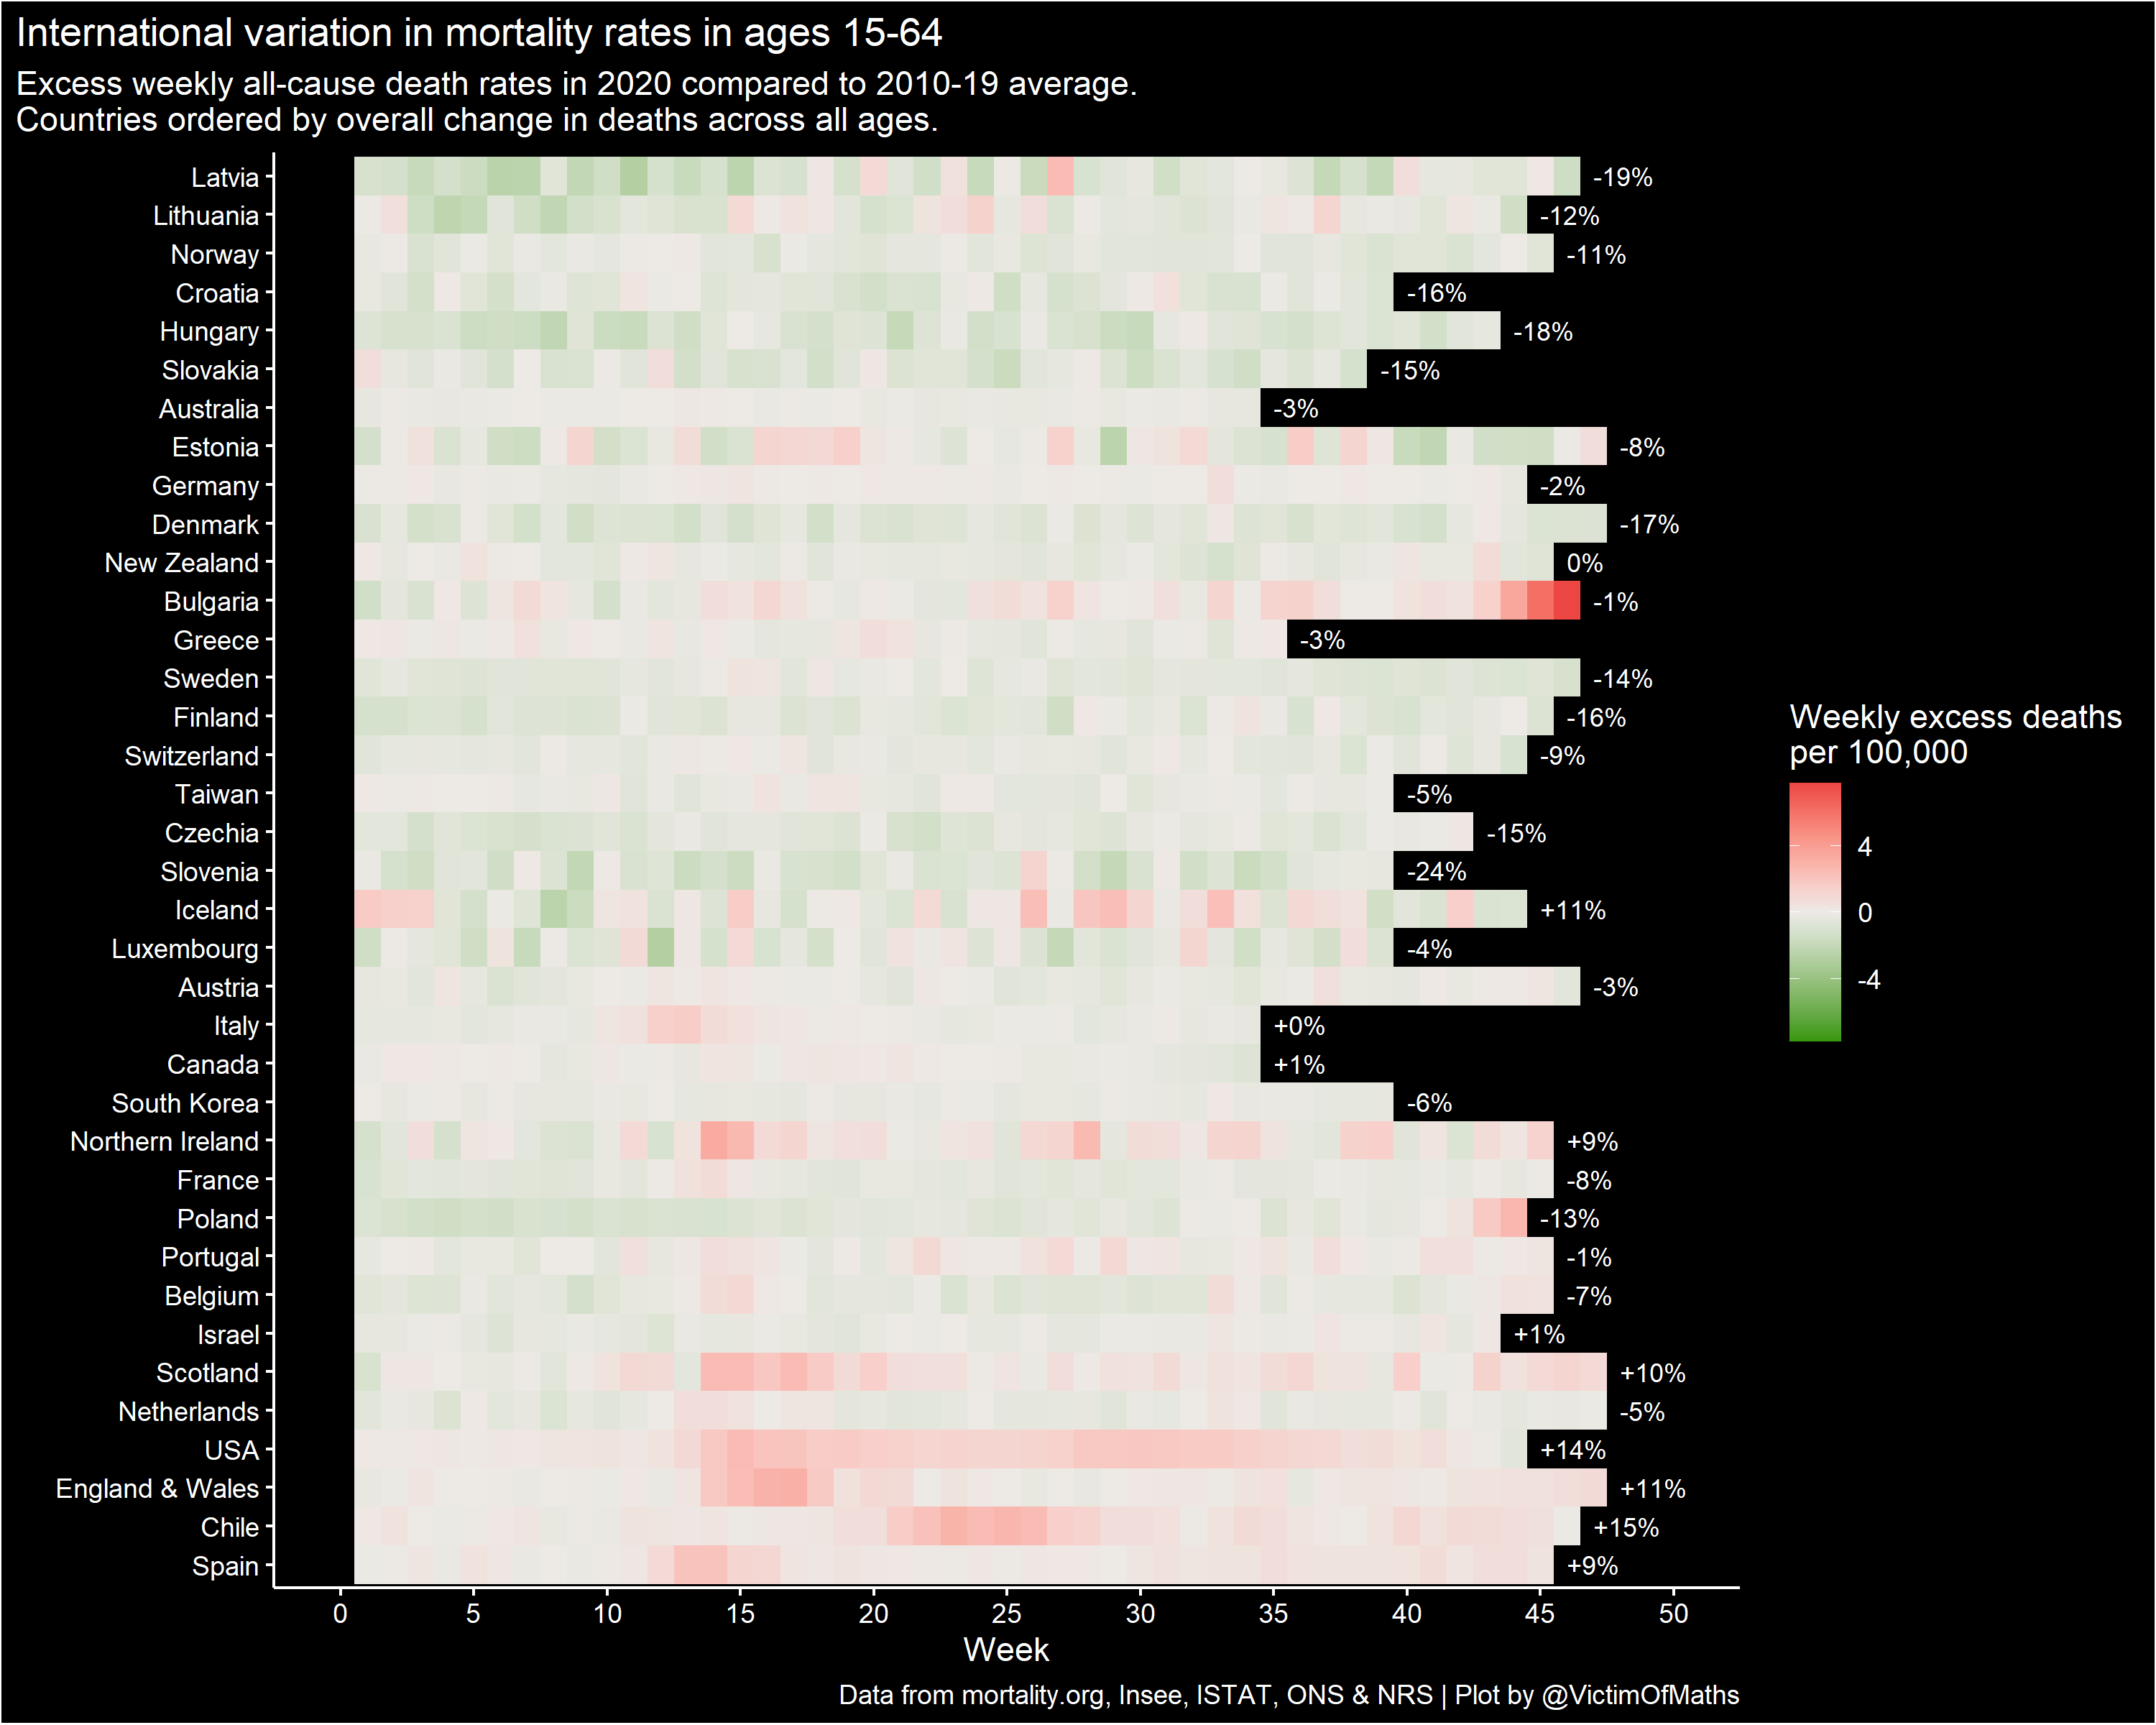 International variation in mortality rates in ages 15-64
Excess weekly all-cause death rates in 2020 compared to 2010-19 average.
Countries ordered by overall change in deaths across all ages.
Latvia -19%
Lithuania -12%
Norway -11%
Croatia -16%
Hungary -18%
Slovakia -15%
Australia -3%
Estonia -8%
Germany -2%
Denmark -17%
New Zealand 0%
Bulgaria -1%
Greece -3%
Sweden -14%
Finland -16%
Switzerland -9%
Taiwan -5%
Czechia -15%
Slovenia -24%
Iceland +11%
Luxembourg -4%
Austria -3%
Italy +0%
Canada +1%
South Korea -6%
Northern Ireland +9%
France -8%
Poland -13%
Portugal -1%
Belgium -7%
Israel +1%
Scotland +10%
Netherlands -5%
USA +14%
England & Wales +11%
Chile +15%
Spain +9%
0 5 10 15 20 25 30 35 40 45 50
Week
Weekly excess deaths
per 100,000
4
0
-4
Data from mortality.org, Insee, ISTAT, ONS & NRS | Plot by @VictimOfMaths